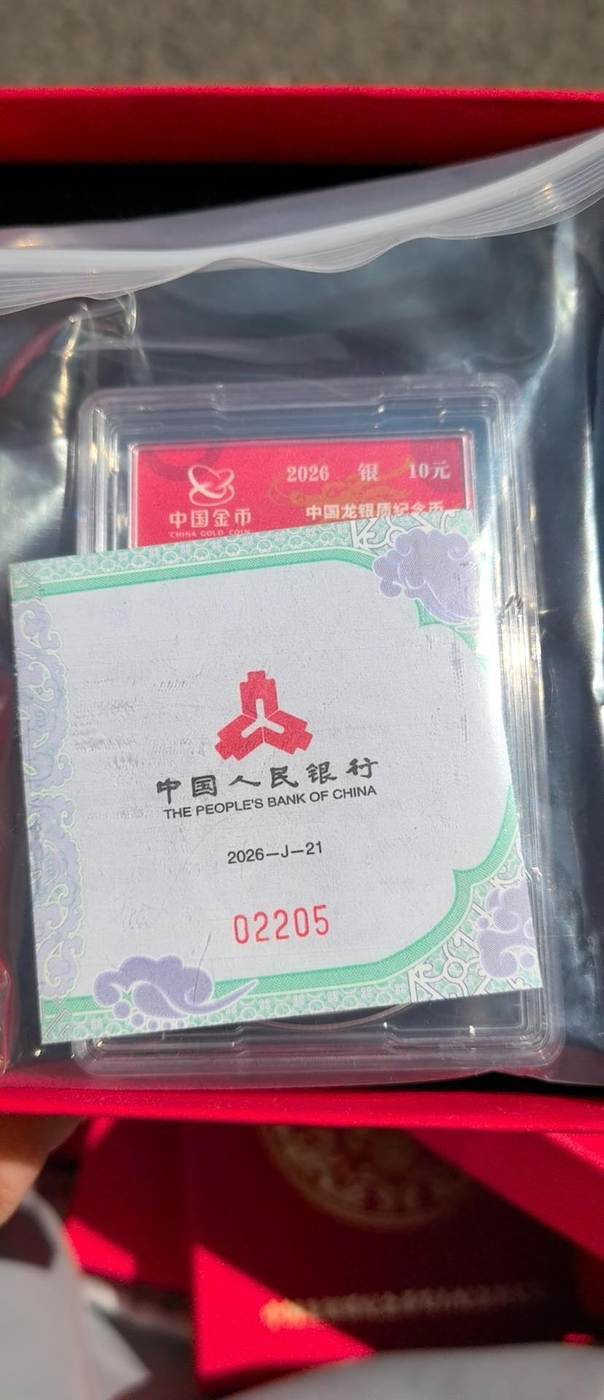 2026 银 10元
中国金币
CHINA GOLD COIN
中国龙银质纪念币
中国人民银行
THE PEOPLE'S BANK OF CHINA
2026-J-21
02205